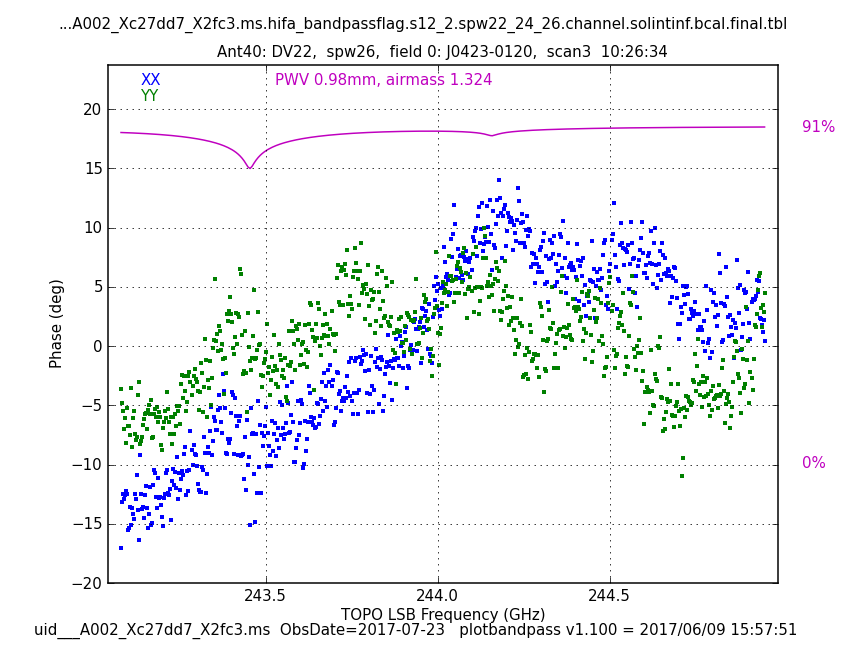 ...A002_Xc27dd7_X2fc3.ms.hifa_bandpassflag.s12_2.spw22_24_26.channel.solintinf.bcal.final.tbl
Ant40: DV22,  spw26,  field 0: J0423-0120,  scan3  10:26:34
XX
YY
PWV 0.98mm, airmass 1.324
91%
0%
Phase (deg)
20
15
10
5
0
−5
−10
−15
−20
243.5
244.0
244.5
TOPO LSB Frequency (GHz)
uid___A002_Xc27dd7_X2fc3.ms  ObsDate=2017-07-23   plotbandpass v1.100 = 2017/06/09 15:57:51